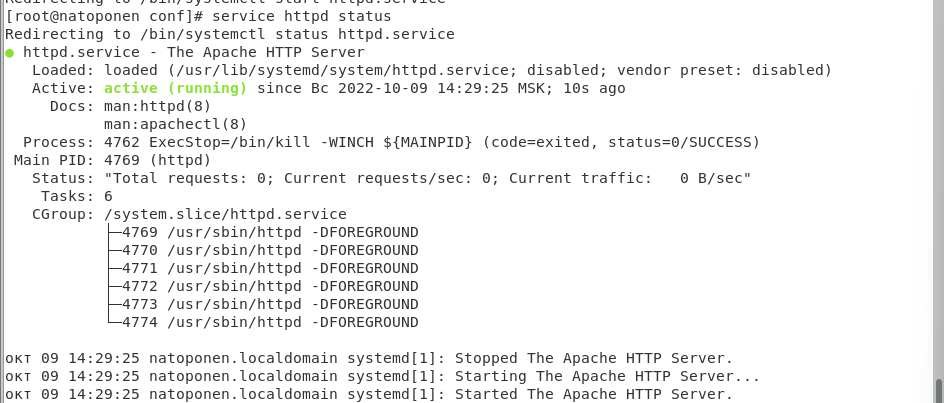 Redirecting to /bin/systemctl start httpd.service
[root@natoponen conf]# service httpd status
Redirecting to /bin/systemctl status httpd.service
● httpd.service - The Apache HTTP Server
   Loaded: loaded (/usr/lib/systemd/system/httpd.service; disabled; vendor preset: disabled)
   Active: active (running) since Вс 2022-10-09 14:29:25 MSK; 10s ago
     Docs: man:httpd(8)
           man:apachectl(8)
  Process: 4762 ExecStop=/bin/kill -WINCH ${MAINPID} (code=exited, status=0/SUCCESS)
 Main PID: 4769 (httpd)
   Status: "Total requests: 0; Current requests/sec: 0; Current traffic:   0 B/sec"
    Tasks: 6
   CGroup: /system.slice/httpd.service
           ├─4769 /usr/sbin/httpd -DFOREGROUND
           ├─4770 /usr/sbin/httpd -DFOREGROUND
           ├─4771 /usr/sbin/httpd -DFOREGROUND
           ├─4772 /usr/sbin/httpd -DFOREGROUND
           ├─4773 /usr/sbin/httpd -DFOREGROUND
           └─4774 /usr/sbin/httpd -DFOREGROUND

окт 09 14:29:25 natoponen.localdomain systemd[1]: Stopped The Apache HTTP Server.
окт 09 14:29:25 natoponen.localdomain systemd[1]: Starting The Apache HTTP Server...
окт 09 14:29:25 natoponen.localdomain systemd[1]: Started The Apache HTTP Server.